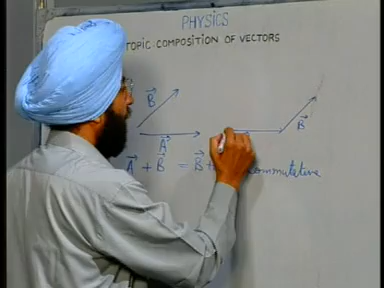 PHYSICS
TOPIC COMPOSITION OF VECTORS
B⃗
B⃗
A⃗
A⃗ + B⃗ = B⃗ + commutative